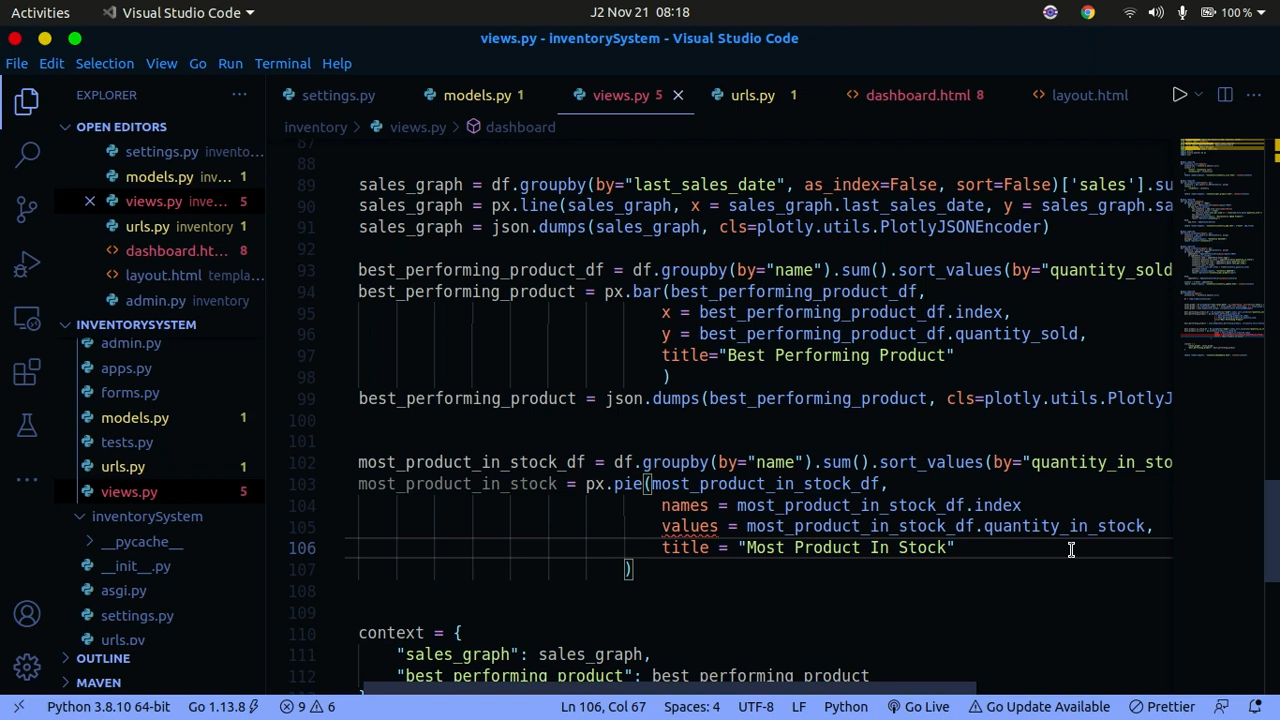 Activities
Visual Studio Code
J2 Nov 21 08:18
100 %
views.py - inventorySystem - Visual Studio Code
File Edit Selection View Go Run Terminal Help
EXPLORER
settings.py
models.py 1
views.py 5
urls.py 1
dashboard.html 8
layout.html
inventory > views.py > dashboard
OPEN EDITORS
settings.py invento...
models.py inv... 1
views.py inve... 5
urls.py inventory 1
dashboard.ht... 8
layout.html templa...
admin.py inventory
INVENTORYSYSTEM
admin.py
apps.py
forms.py
models.py 1
tests.py
urls.py 1
views.py 5
inventorySystem
__pycache__
__init__.py
asgi.py
settings.py
urls.py
OUTLINE
MAVEN
87
88
89 sales_graph = df.groupby(by="last_sales_date", as_index=False, sort=False)['sales'].su
90 sales_graph = px.line(sales_graph, x = sales_graph.last_sales_date, y = sales_graph.sa
91 sales_graph = json.dumps(sales_graph, cls=plotly.utils.PlotlyJSONEncoder)
92
93 best_performing_product_df = df.groupby(by="name").sum().sort_values(by="quantity_sold
94 best_performing_product = px.bar(best_performing_product_df,
95 x = best_performing_product_df.index,
96 y = best_performing_product_df.quantity_sold,
97 title="Best Performing Product"
98 )
99 best_performing_product = json.dumps(best_performing_product, cls=plotly.utils.PlotlyJ
100
101
102 most_product_in_stock_df = df.groupby(by="name").sum().sort_values(by="quantity_in_sto
103 most_product_in_stock = px.pie(most_product_in_stock_df,
104 names = most_product_in_stock_df.index
105 values = most_product_in_stock_df.quantity_in_stock,
106 title = "Most Product In Stock"
107 )
108
109
110 context = {
111 "sales_graph": sales_graph,
112 "best_performing_product": best_performing_product
Python 3.8.10 64-bit
Go 1.13.8
9 6
Ln 106, Col 67
Spaces: 4
UTF-8
LF
Python
Go Live
Go Update Available
Prettier